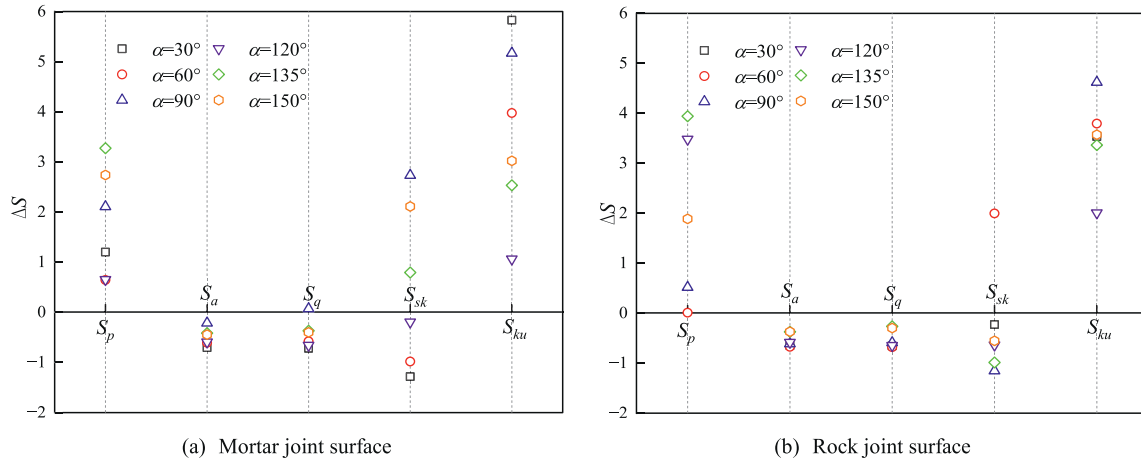 6
5
4
3
2
1
0
−1
−2
ΔS
α=30°
α=60°
α=90°
α=120°
α=135°
α=150°
Sp
Sa
Sq
Ssk
Sku
(a) Mortar joint surface
6
5
4
3
2
1
0
−1
−2
ΔS
α=30°
α=60°
α=90°
α=120°
α=135°
α=150°
Sp
Sa
Sq
Ssk
Sku
(b) Rock joint surface